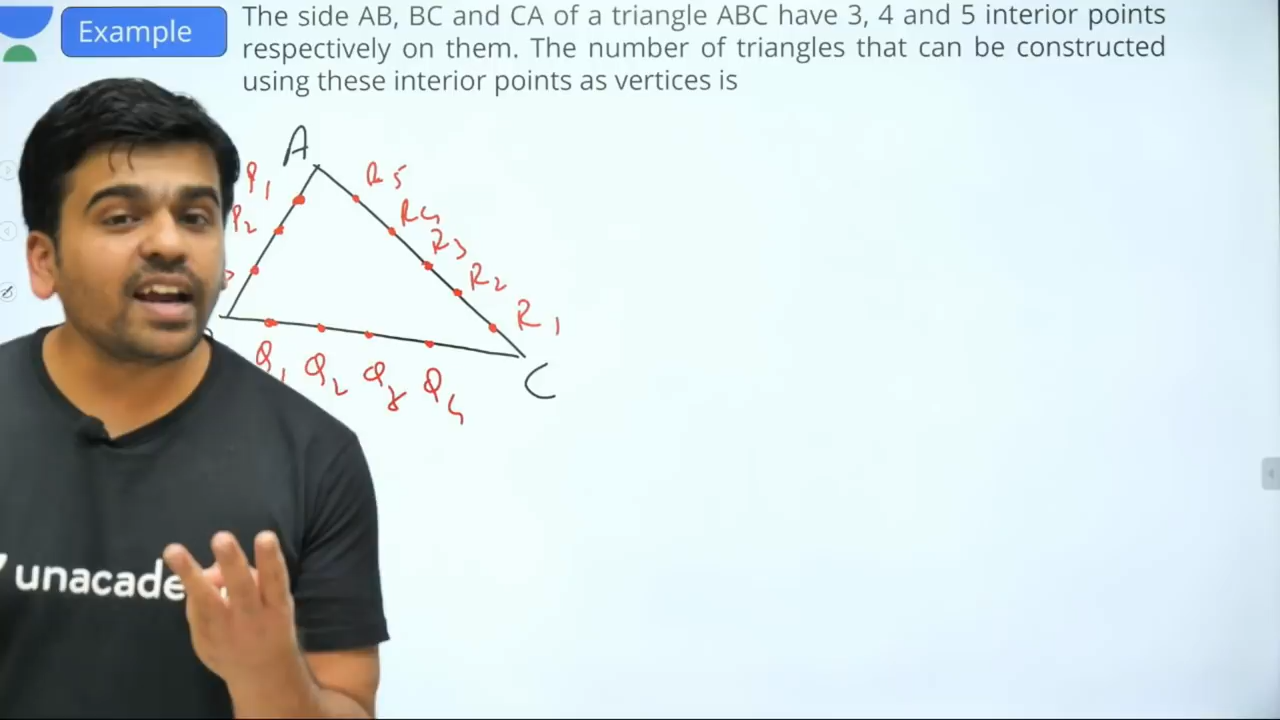 Example
The side AB, BC and CA of a triangle ABC have 3, 4 and 5 interior points
respectively on them. The number of triangles that can be constructed
using these interior points as vertices is
A
P1
R5
P2
R4
R3
R2
R1
Q1 Q2 Q3 Q4
C
unacade